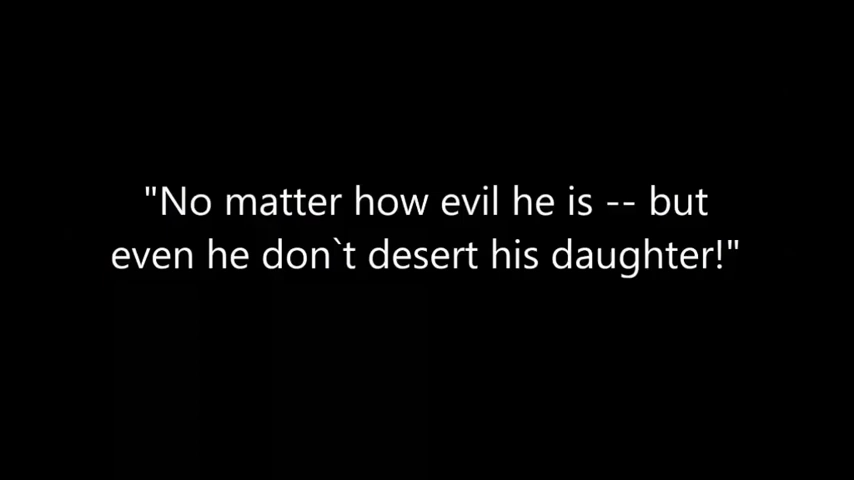 "No matter how evil he is -- but
even he don`t desert his daughter!"